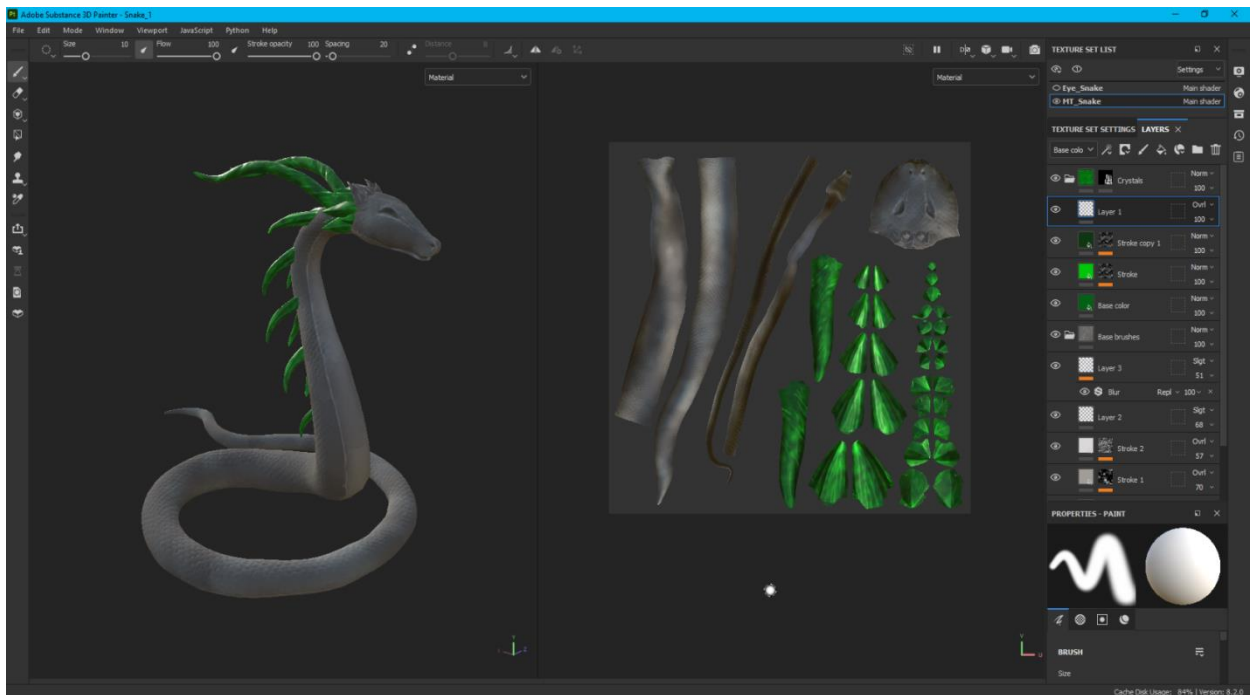 Adobe Substance 3D Painter - Snake_1
File Edit Mode Window Viewport JavaScript Python Help
Size 10 Flow 100 Stroke opacity 100 Spacing 20 Distance 8
Material
Material
TEXTURE SET LIST
Settings
Eye_Snake Main shader
MT_Snake Main shader
TEXTURE SET SETTINGS LAYERS
Base colo
Crystals Norm
100
Layer 1 Ovrl
100
Stroke copy 1 Norm
100
Stroke Norm
100
Base color Norm
100
Base brushes Norm
100
Layer 3 Slgt
51
Blur Repl 100
Layer 2 Slgt
68
Stroke 2 Ovrl
57
Stroke 1 Ovrl
70
PROPERTIES - PAINT
BRUSH
Size
Cache Disk Usage: 84% | Version: 8.2.0